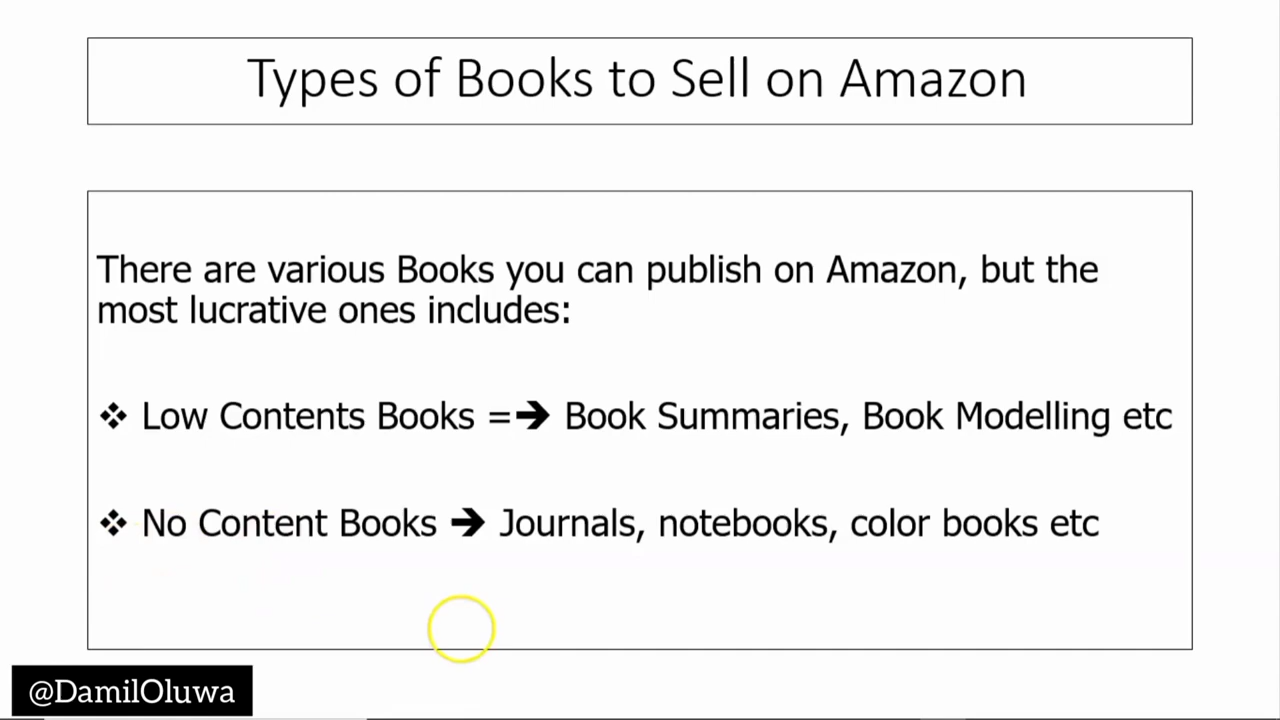 Types of Books to Sell on Amazon
There are various Books you can publish on Amazon, but the
most lucrative ones includes:
❖ Low Contents Books =➔ Book Summaries, Book Modelling etc
❖ No Content Books ➔ Journals, notebooks, color books etc
@DamilOluwa